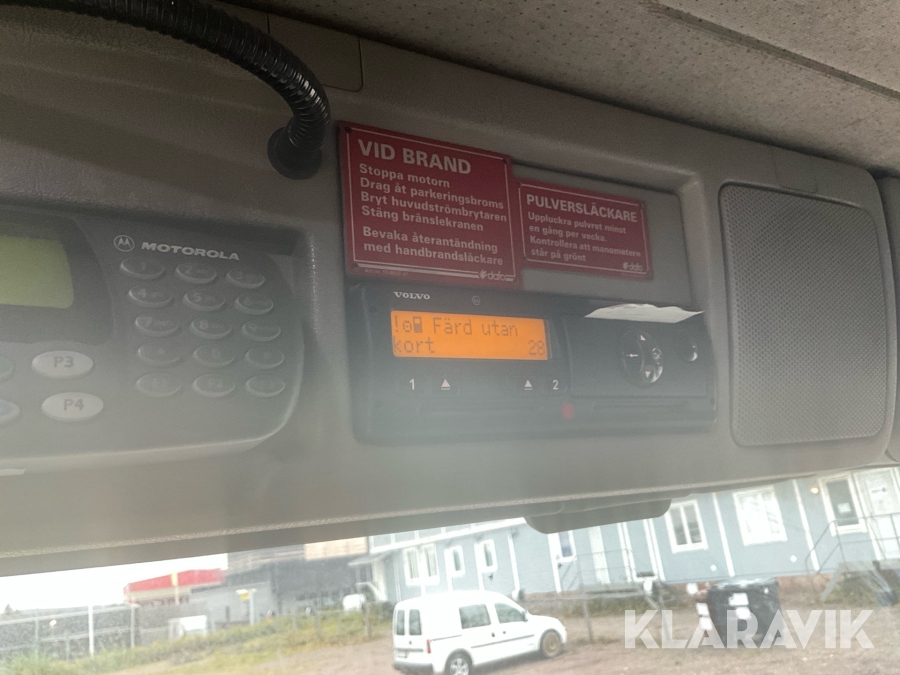 MOTOROLA
P3
P4
VID BRAND
Stoppa motorn
Drag åt parkeringsbroms
Bryt huvudströmbrytaren
Stäng bränslekranen
Bevaka återantändning
med handbrandsläckare
dafo
PULVERSLÄCKARE
Uppluckra pulvret minst
en gång per vecka.
Kontrollera att manometern
står på grönt
dafo
VOLVO
! Färd utan
kort 28
1 2
KLARAVIK